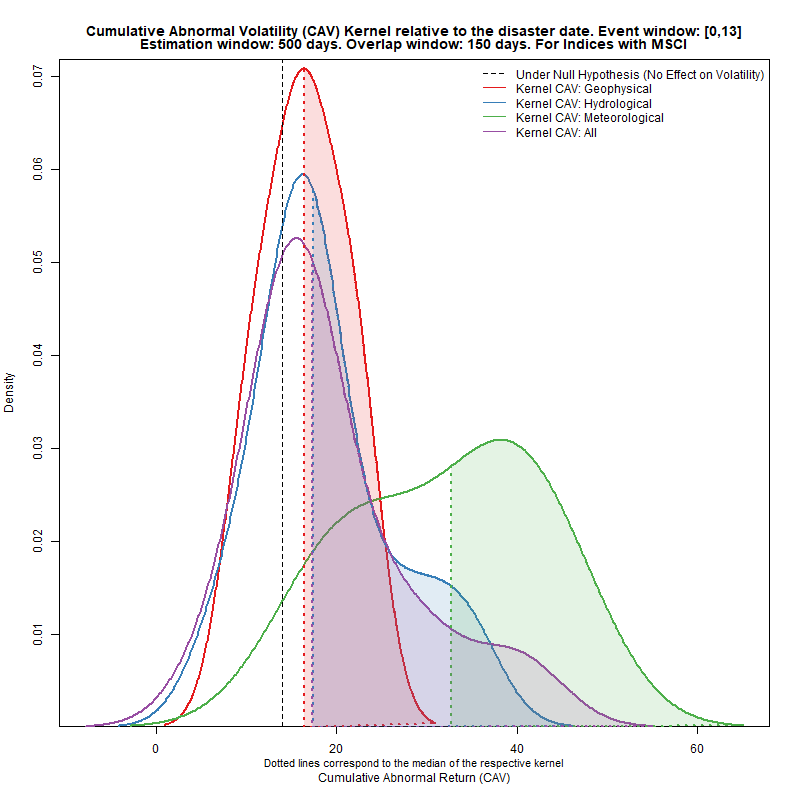 Cumulative Abnormal Volatility (CAV) Kernel relative to the disaster date. Event window: [0,13]
Estimation window: 500 days. Overlap window: 150 days. For Indices with MSCI
Under Null Hypothesis (No Effect on Volatility)
Kernel CAV: Geophysical
Kernel CAV: Hydrological
Kernel CAV: Meteorological
Kernel CAV: All
0.07
0.06
0.05
0.04
0.03
0.02
0.01
Density
0 20 40 60
Dotted lines correspond to the median of the respective kernel
Cumulative Abnormal Return (CAV)